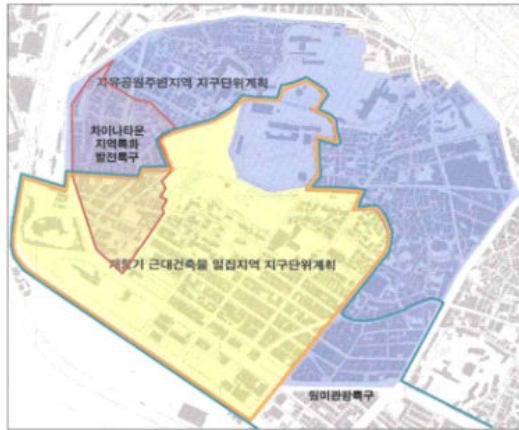 자유공원주변지역 지구단위계획
차이나타운
지역특화
발전특구
개항기 근대건축물 밀집지역 지구단위계획
월미관광특구